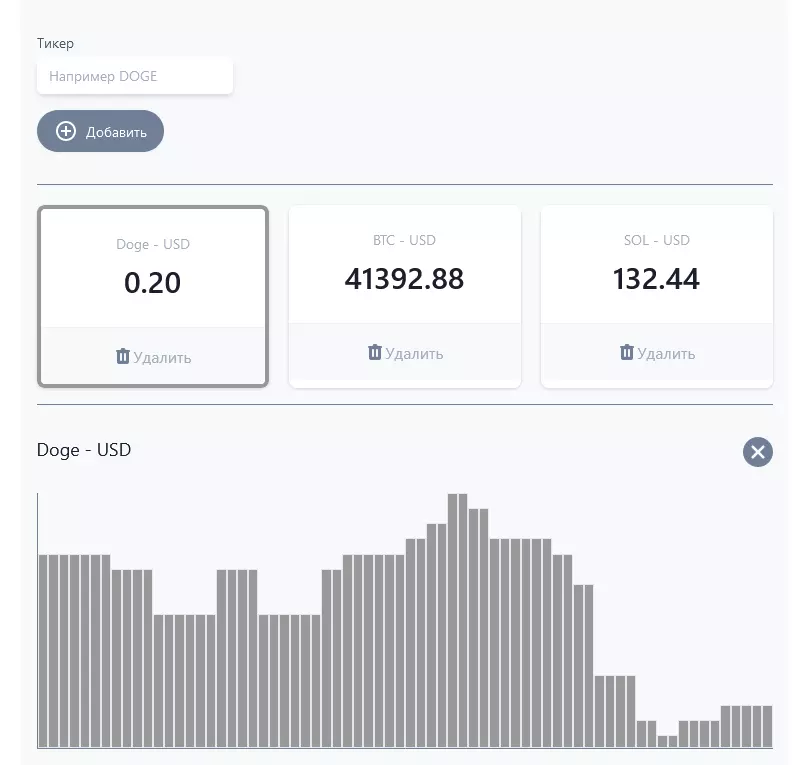 Тикер
Например DOGE
Добавить
Doge - USD
0.20
Удалить
BTC - USD
41392.88
Удалить
SOL - USD
132.44
Удалить
Doge - USD